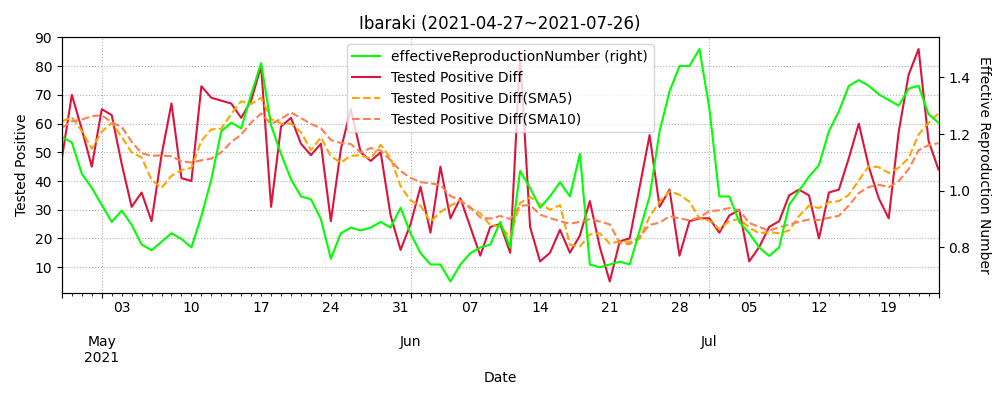 Ibaraki (2021-04-27~2021-07-26)
effectiveReproductionNumber (right)
Tested Positive Diff
Tested Positive Diff(SMA5)
Tested Positive Diff(SMA10)
Tested Positive
90
80
70
60
50
40
30
20
10
1.4
1.2
1.0
0.8
Effective Reproduction Number
03 10 17 24 31 07 14 21 28 05 12 19
May Jun Jul
2021
Date